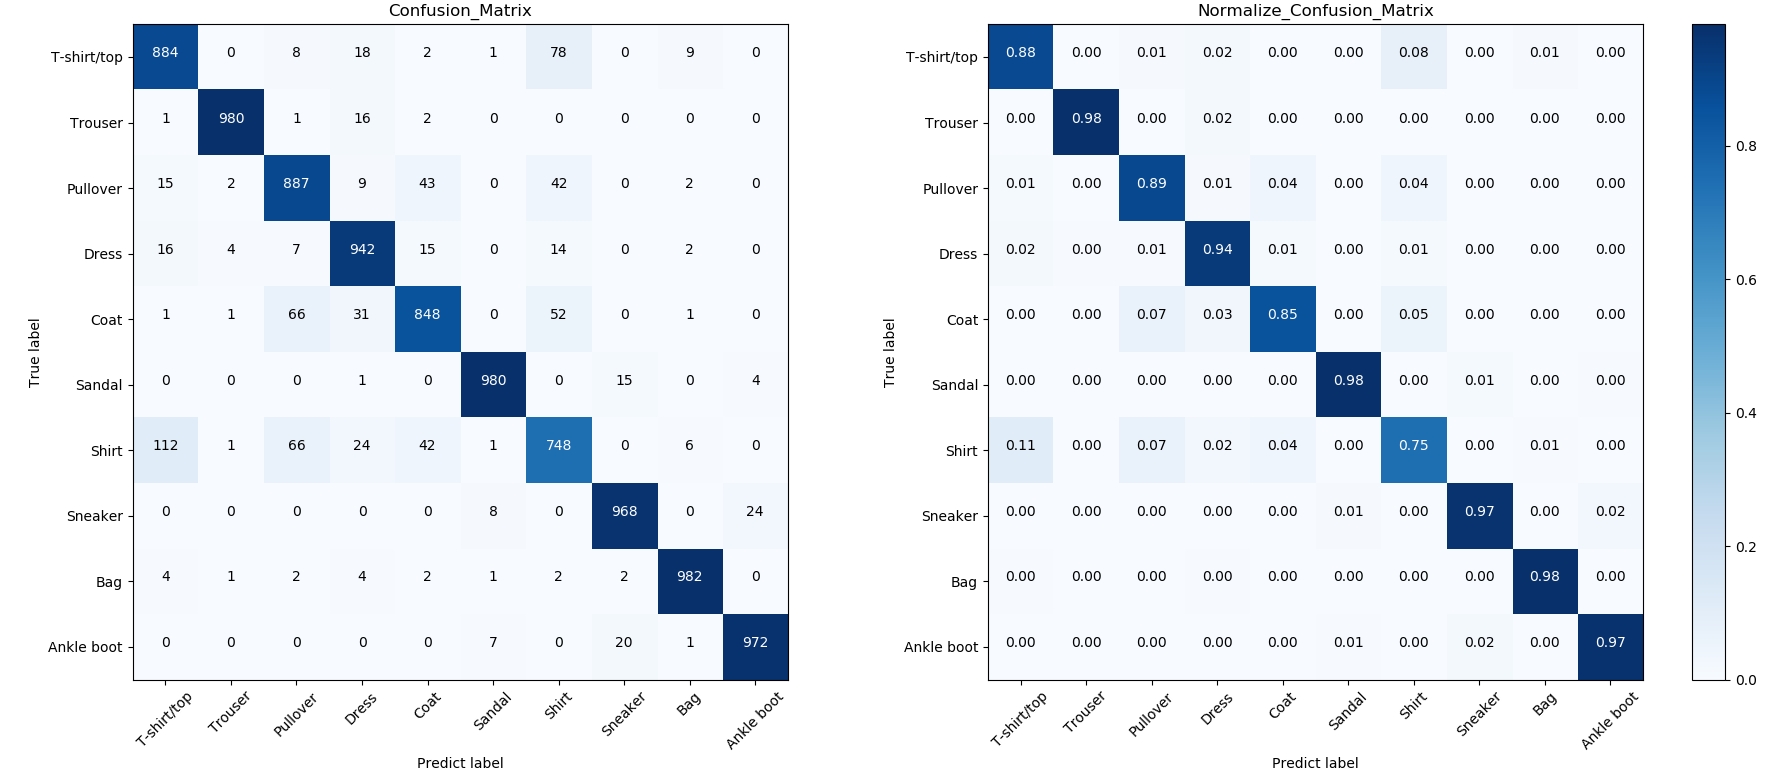 Confusion_Matrix
T-shirt/top 884 0 8 18 2 1 78 0 9 0
Trouser 1 980 1 16 2 0 0 0 0 0
Pullover 15 2 887 9 43 0 42 0 2 0
Dress 16 4 7 942 15 0 14 0 2 0
Coat 1 1 66 31 848 0 52 0 1 0
Sandal 0 0 0 1 0 980 0 15 0 4
Shirt 112 1 66 24 42 1 748 0 6 0
Sneaker 0 0 0 0 0 8 0 968 0 24
Bag 4 1 2 4 2 1 2 2 982 0
Ankle boot 0 0 0 0 0 7 0 20 1 972
True label
T-shirt/top Trouser Pullover Dress Coat Sandal Shirt Sneaker Bag Ankle boot
Predict label
Normalize_Confusion_Matrix
T-shirt/top 0.88 0.00 0.01 0.02 0.00 0.00 0.08 0.00 0.01 0.00
Trouser 0.00 0.98 0.00 0.02 0.00 0.00 0.00 0.00 0.00 0.00
Pullover 0.01 0.00 0.89 0.01 0.04 0.00 0.04 0.00 0.00 0.00
Dress 0.02 0.00 0.01 0.94 0.01 0.00 0.01 0.00 0.00 0.00
Coat 0.00 0.00 0.07 0.03 0.85 0.00 0.05 0.00 0.00 0.00
Sandal 0.00 0.00 0.00 0.00 0.00 0.98 0.00 0.01 0.00 0.00
Shirt 0.11 0.00 0.07 0.02 0.04 0.00 0.75 0.00 0.01 0.00
Sneaker 0.00 0.00 0.00 0.00 0.00 0.01 0.00 0.97 0.00 0.02
Bag 0.00 0.00 0.00 0.00 0.00 0.00 0.00 0.00 0.98 0.00
Ankle boot 0.00 0.00 0.00 0.00 0.00 0.01 0.00 0.02 0.00 0.97
True label
T-shirt/top Trouser Pullover Dress Coat Sandal Shirt Sneaker Bag Ankle boot
Predict label
0.8
0.6
0.4
0.2
0.0